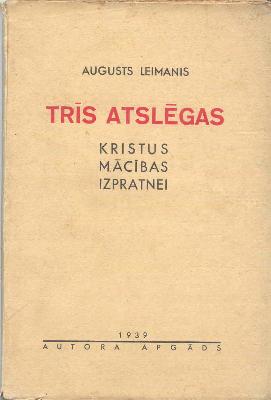 AUGUSTS LEIMANIS
TRĪS ATSLĒGAS
KRISTUS
MĀCĪBAS
IZPRATNEI
1939
AUTORA APGĀDS